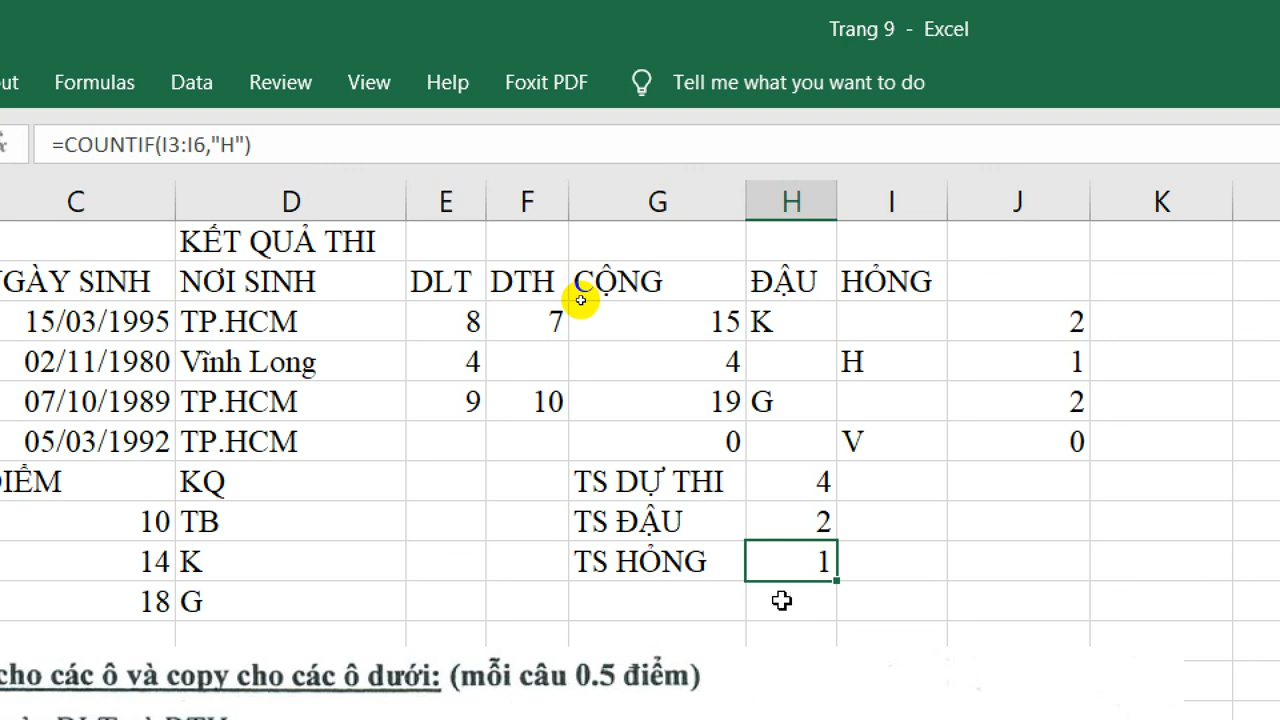 Trang 9 - Excel
Formulas Data Review View Help Foxit PDF Tell me what you want to do
=COUNTIF(I3:I6,"H")
C D E F G H I J K
KẾT QUẢ THI
NGÀY SINH NƠI SINH DLT DTH CỘNG ĐẬU HỎNG
15/03/1995 TP.HCM 8 7 15 K 2
02/11/1980 Vĩnh Long 4 4 H 1
07/10/1989 TP.HCM 9 10 19 G 2
05/03/1992 TP.HCM 0 V 0
ĐIỂM KQ TS DỰ THI 4
10 TB TS ĐẬU 2
14 K TS HỎNG 1
18 G
cho các ô và copy cho các ô dưới: (mỗi câu 0.5 điểm)